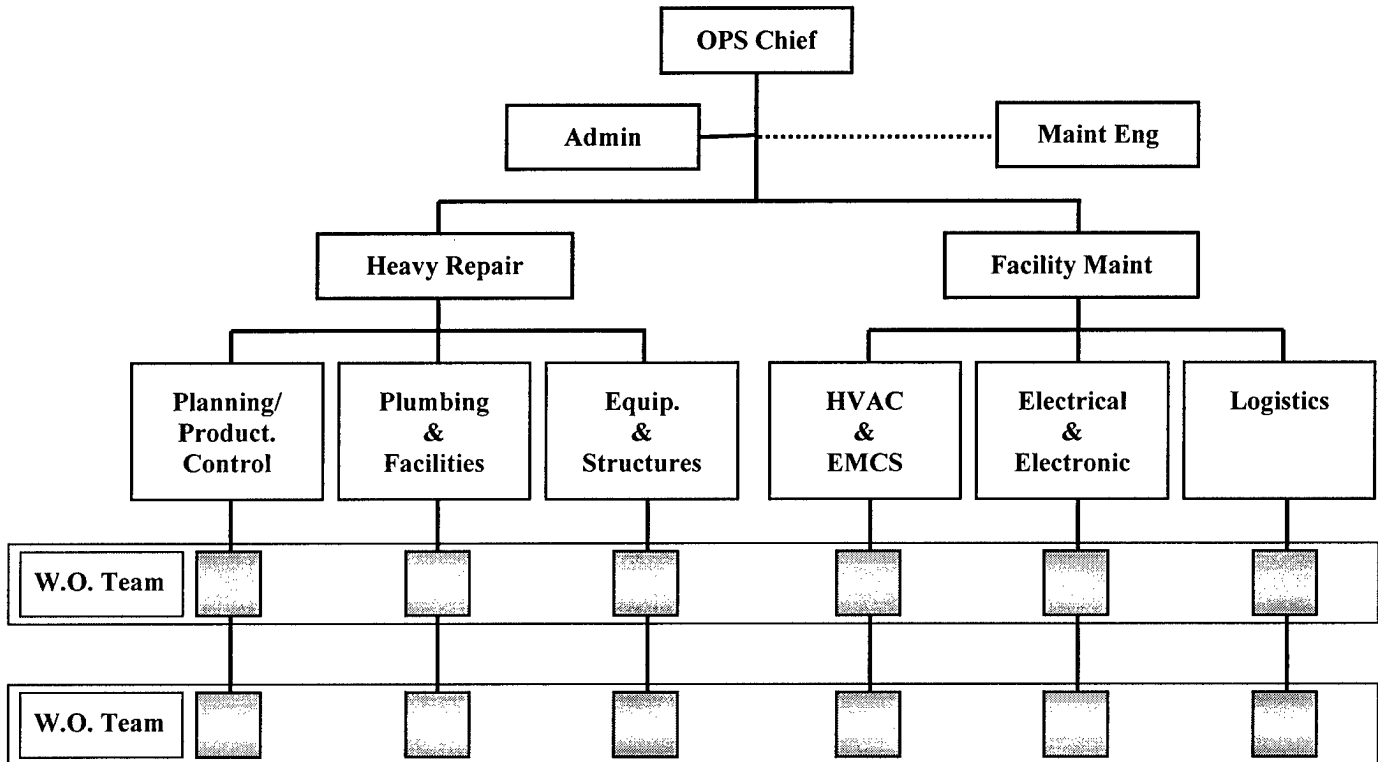 OPS Chief
Admin
Maint Eng
Heavy Repair
Facility Maint
Planning/
Product.
Control
Plumbing
&
Facilities
Equip.
&
Structures
HVAC
&
EMCS
Electrical
&
Electronic
Logistics
W.O. Team
W.O. Team